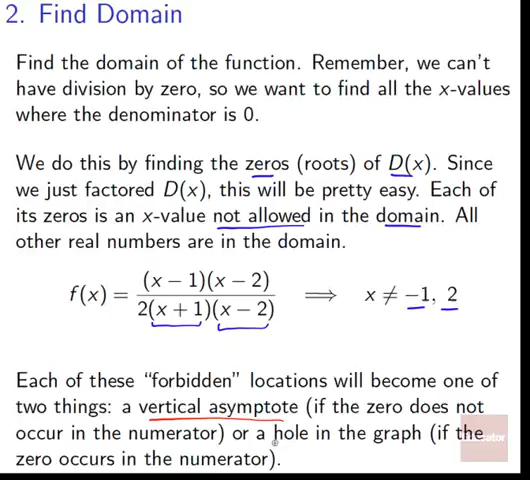 2. Find Domain
Find the domain of the function. Remember, we can't
have division by zero, so we want to find all the x-values
where the denominator is 0.
We do this by finding the zeros (roots) of D(x). Since
we just factored D(x), this will be pretty easy. Each of
its zeros is an x-value not allowed in the domain. All
other real numbers are in the domain.
f(x) = (x − 1)(x − 2) / 2(x + 1)(x − 2) ⟹ x ≠ −1, 2
Each of these “forbidden” locations will become one of
two things: a vertical asymptote (if the zero does not
occur in the numerator) or a hole in the graph (if the
zero occurs in the numerator).